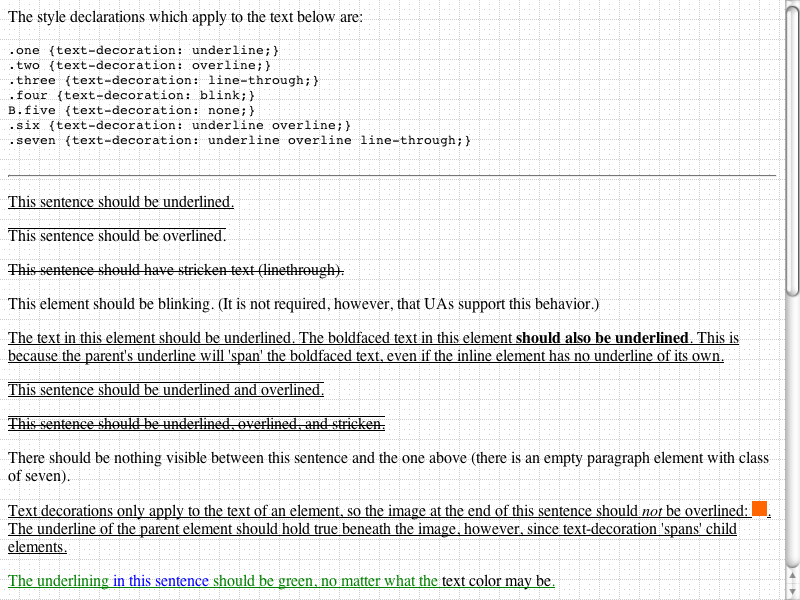 The style declarations which apply to the text below are:
.one {text-decoration: underline;}
.two {text-decoration: overline;}
.three {text-decoration: line-through;}
.four {text-decoration: blink;}
B.five {text-decoration: none;}
.six {text-decoration: underline overline;}
.seven {text-decoration: underline overline line-through;}
This sentence should be underlined.
This sentence should be overlined.
This sentence should have stricken text (linethrough).
This element should be blinking. (It is not required, however, that UAs support this behavior.)
The text in this element should be underlined. The boldfaced text in this element should also be underlined. This is
because the parent's underline will 'span' the boldfaced text, even if the inline element has no underline of its own.
This sentence should be underlined and overlined.
This sentence should be underlined, overlined, and stricken.
There should be nothing visible between this sentence and the one above (there is an empty paragraph element with class
of seven).
Text decorations only apply to the text of an element, so the image at the end of this sentence should not be overlined: .
The underline of the parent element should hold true beneath the image, however, since text-decoration 'spans' child
elements.
The underlining in this sentence should be green, no matter what the text color may be.